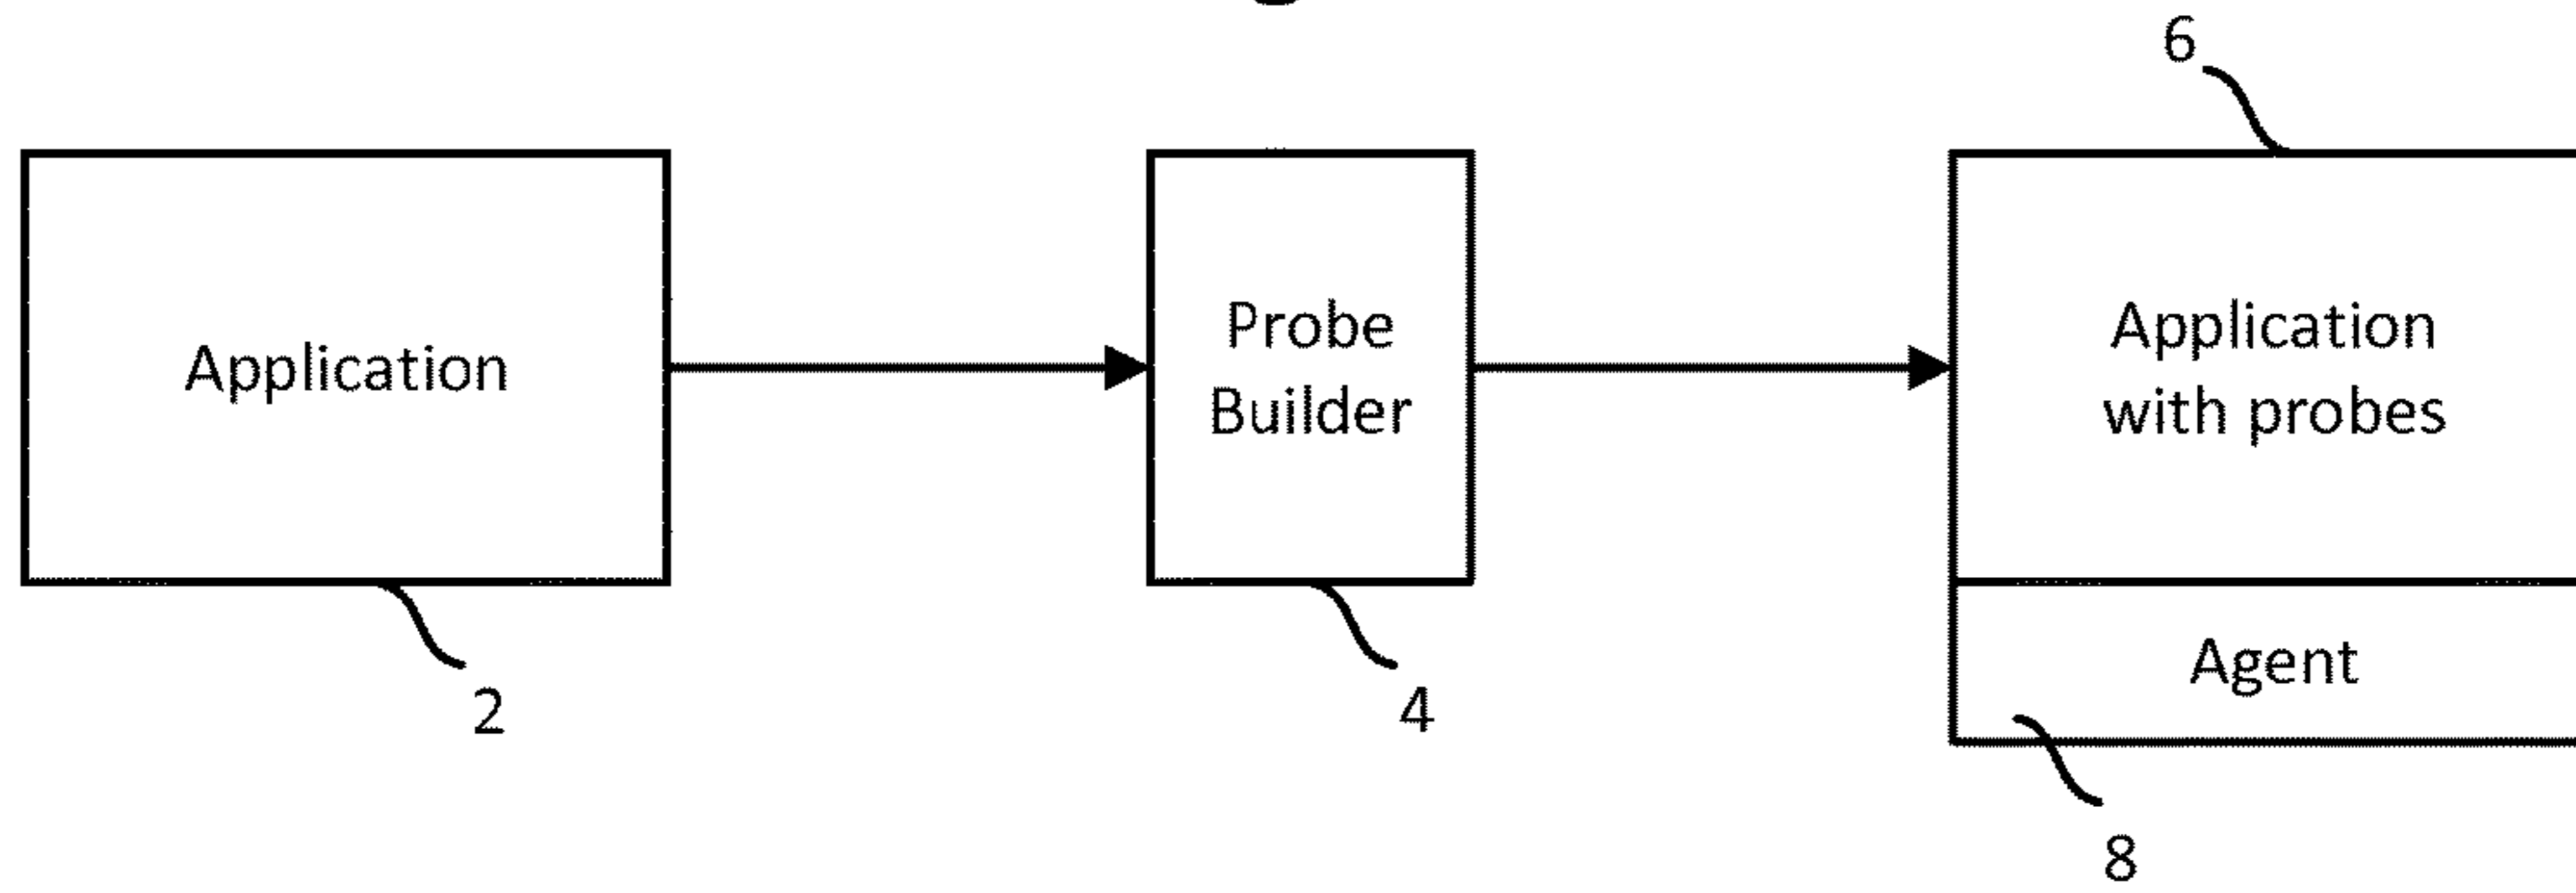 6
Application
Probe
Builder
Application
with probes
Agent
2
4
8